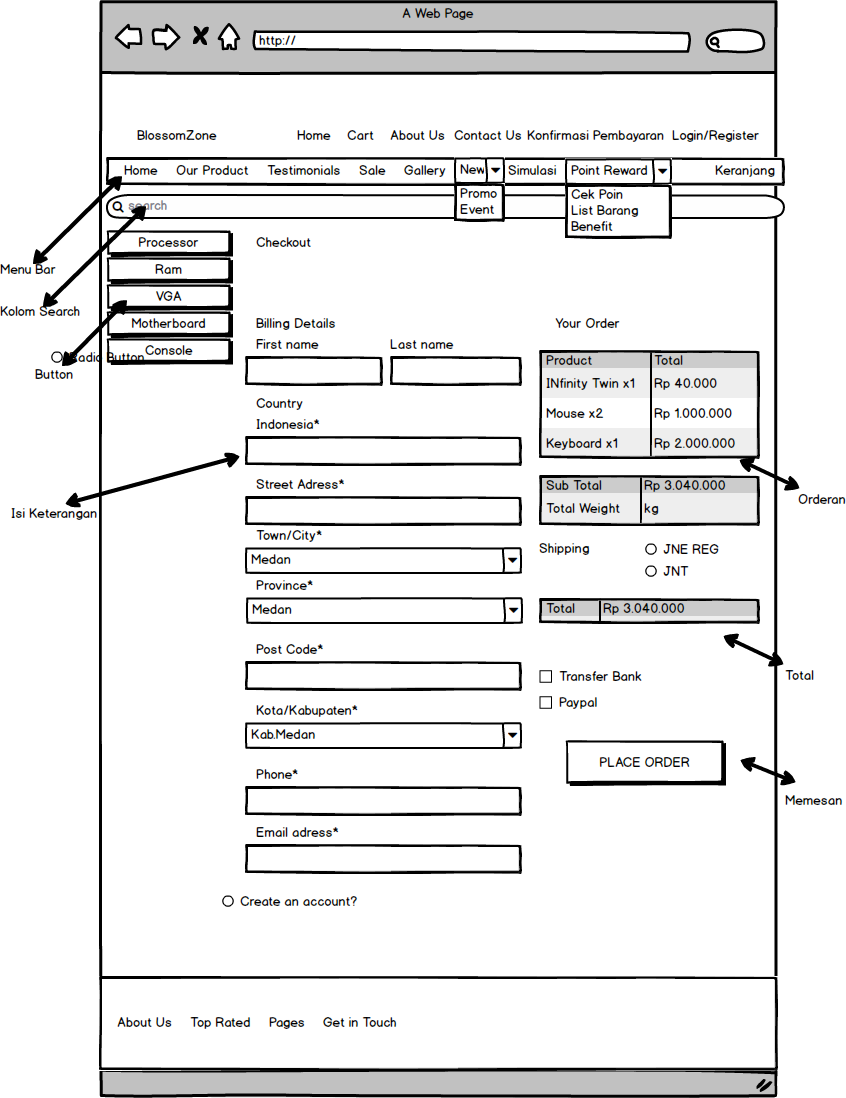 A Web Page
http://
BlossomZone Home Cart About Us Contact Us Konfirmasi Pembayaran Login/Register
Home Our Product Testimonials Sale Gallery New Simulasi Point Reward Keranjang
Promo
Event
Cek Poin
List Barang
Benefit
search
Processor
Ram
VGA
Motherboard
Console
Menu Bar
Kolom Search
Radio Button
Button
Checkout
Billing Details
First name Last name
Country
Indonesia*
Isi Keterangan
Street Adress*
Town/City*
Medan
Province*
Medan
Post Code*
Kota/Kabupaten*
Kab.Medan
Phone*
Email adress*
Create an account?
Your Order
Product Total
INfinity Twin x1 Rp 40.000
Mouse x2 Rp 1.000.000
Keyboard x1 Rp 2.000.000
Orderan
Sub Total Rp 3.040.000
Total Weight kg
Shipping JNE REG
JNT
Total Rp 3.040.000
Total
Transfer Bank
Paypal
PLACE ORDER
Memesan
About Us Top Rated Pages Get in Touch